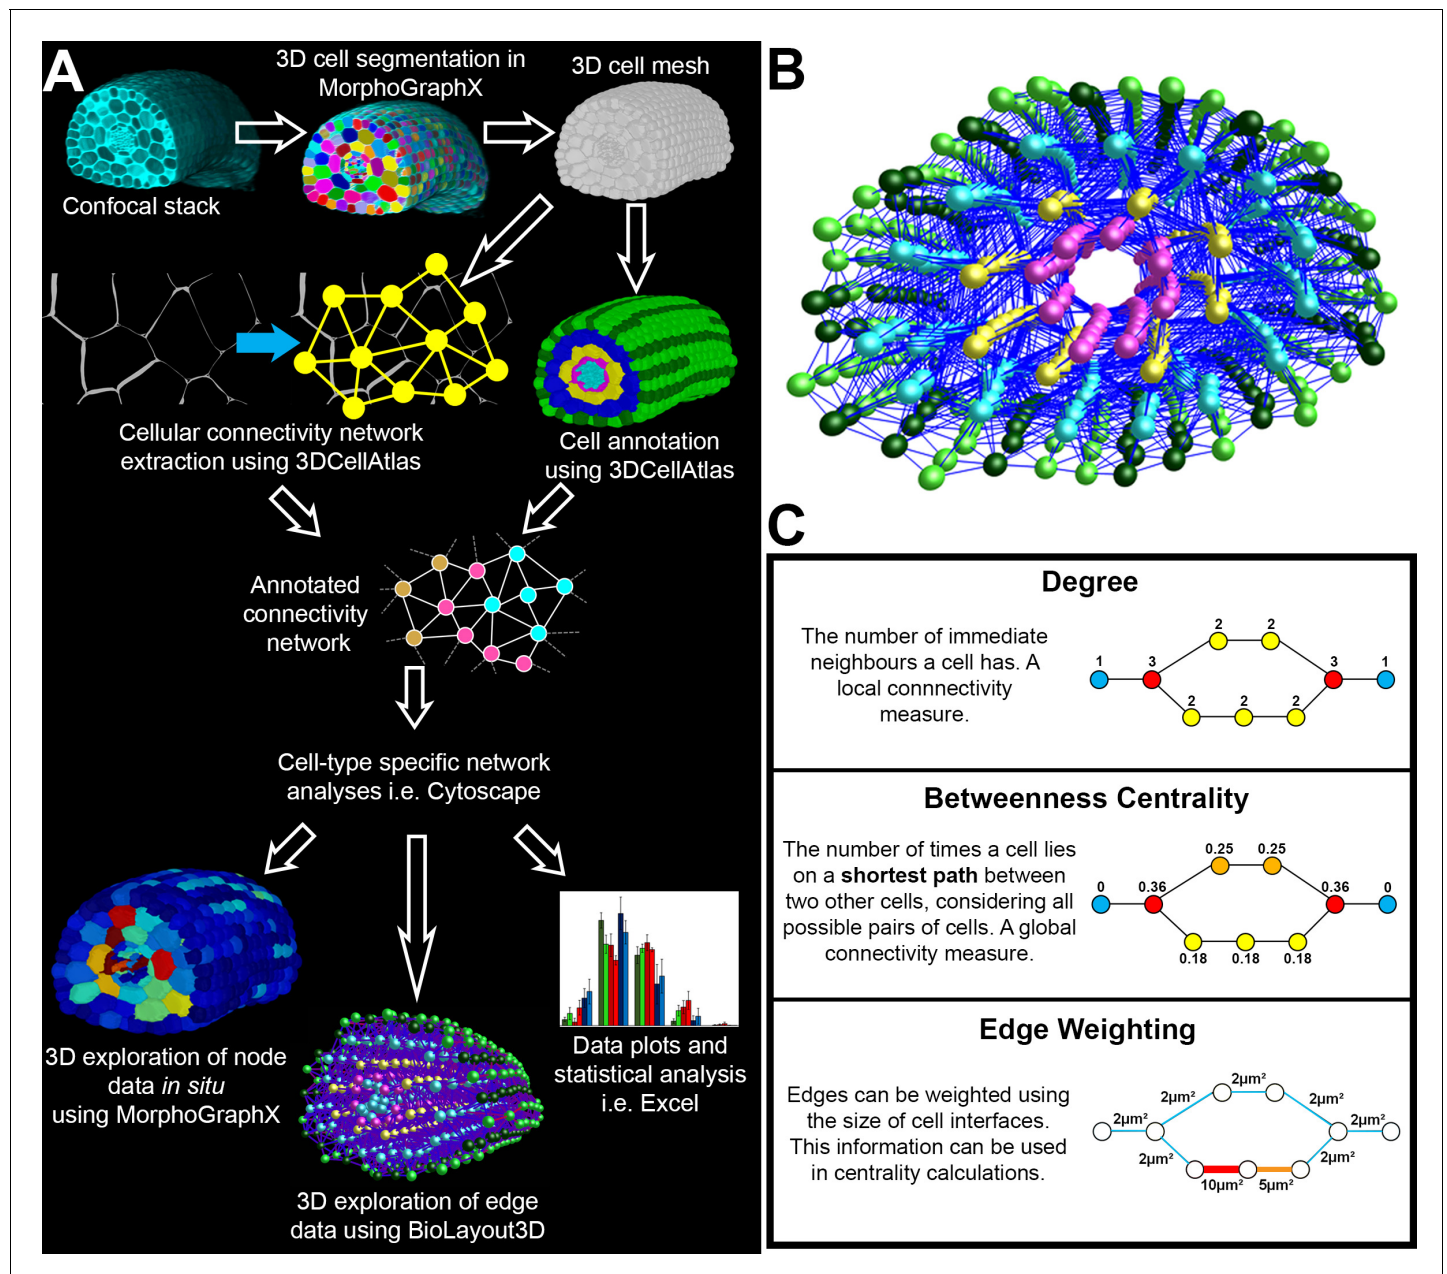 A
3D cell segmentation in
MorphoGraphX
3D cell mesh
Confocal stack
Cellular connectivity network
extraction using 3DCellAtlas
Cell annotation
using 3DCellAtlas
Annotated
connectivity
network
Cell-type specific network
analyses i.e. Cytoscape
3D exploration of node
data in situ
using MorphoGraphX
3D exploration of edge
data using BioLayout3D
Data plots and
statistical analysis
i.e. Excel
B
C
Degree
The number of immediate
neighbours a cell has. A
local connnectivity
measure.
2 2
1 3 3 1
2 2 2
Betweenness Centrality
The number of times a cell lies
on a shortest path between
two other cells, considering all
possible pairs of cells. A global
connectivity measure.
0.25 0.25
0 0.36 0.36 0
0.18 0.18 0.18
Edge Weighting
Edges can be weighted using
the size of cell interfaces.
This information can be used
in centrality calculations.
2µm²
2µm² 2µm²
2µm² 2µm²
2µm² 2µm²
10µm² 5µm²